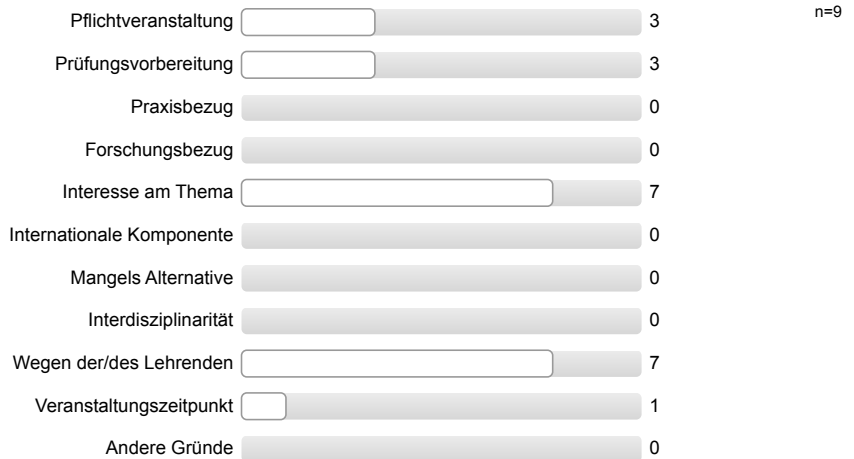 Pflichtveranstaltung 3 n=9
Prüfungsvorbereitung 3
Praxisbezug 0
Forschungsbezug 0
Interesse am Thema 7
Internationale Komponente 0
Mangels Alternative 0
Interdisziplinarität 0
Wegen der/des Lehrenden 7
Veranstaltungszeitpunkt 1
Andere Gründe 0